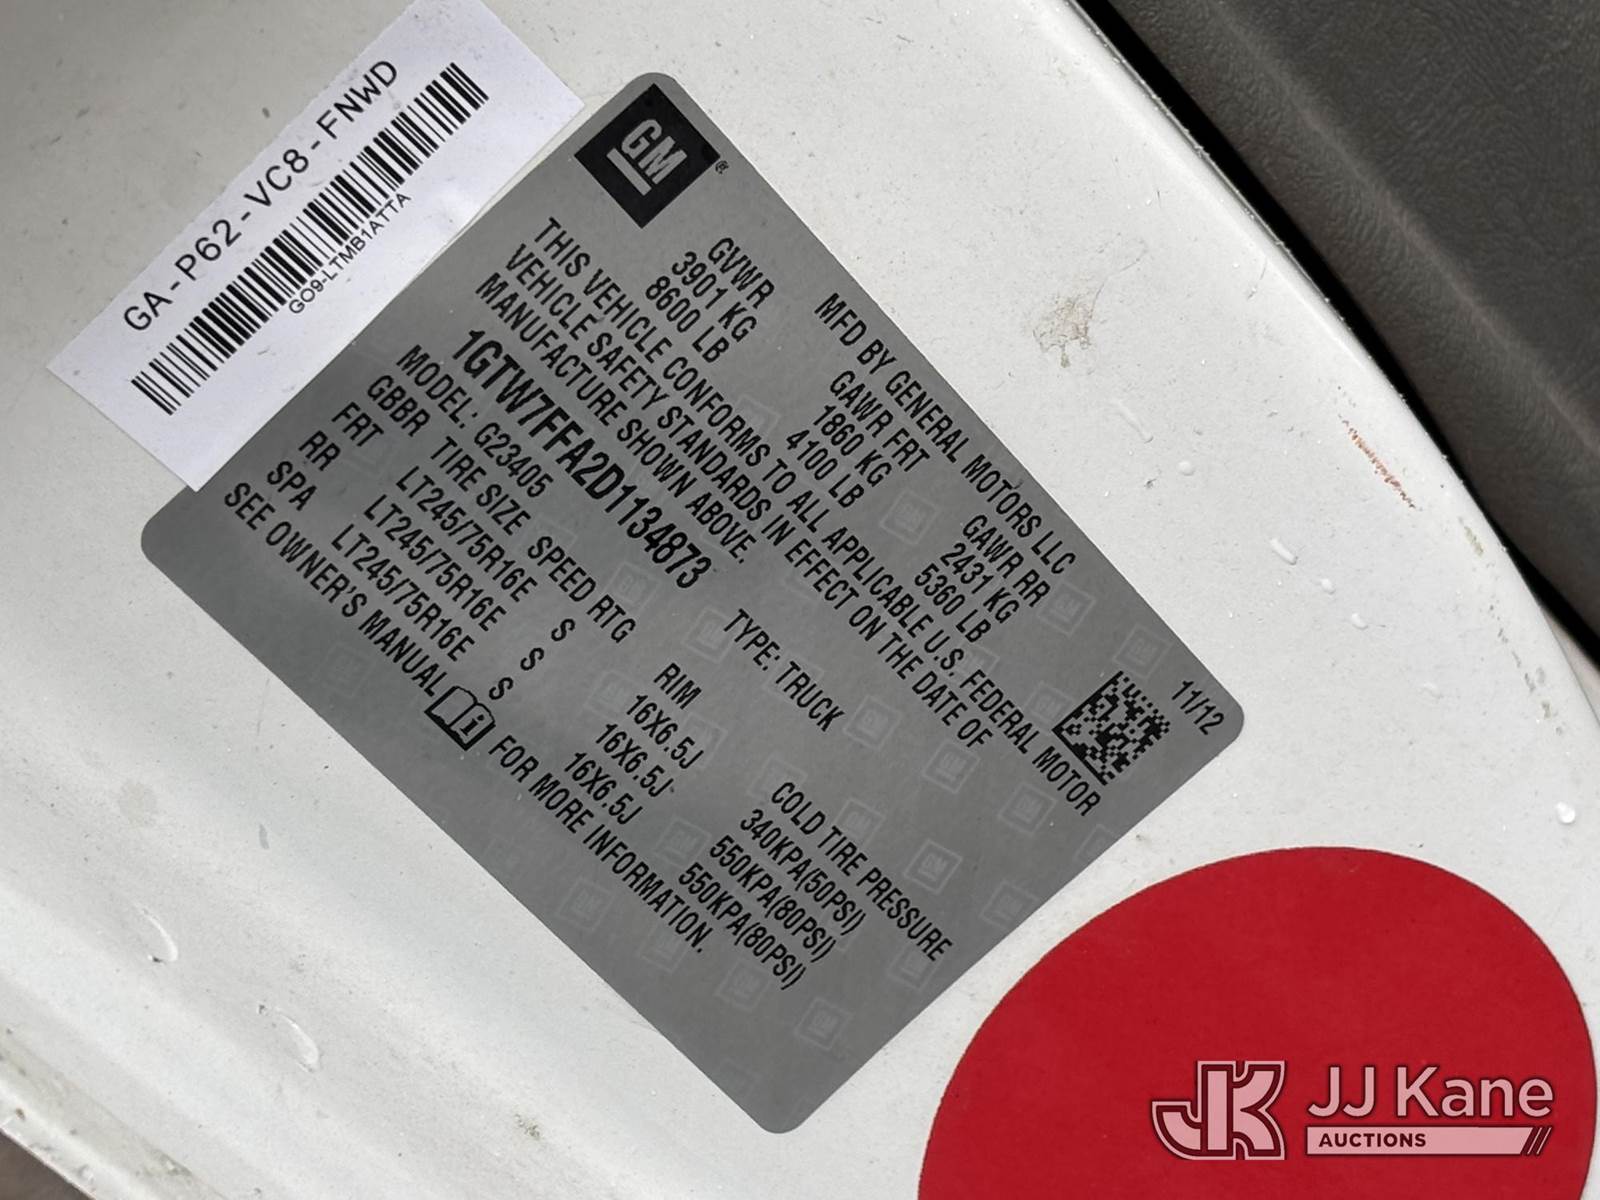 GA - P62 - VC8 - FNWD
GO9-LTMB1ATTA
GM®
MFD BY GENERAL MOTORS LLC 11/12
GVWR GAWR FRT GAWR RR
3901 KG 1860 KG 2431 KG
8600 LB 4100 LB 5360 LB
THIS VEHICLE CONFORMS TO ALL APPLICABLE U.S. FEDERAL MOTOR
VEHICLE SAFETY STANDARDS IN EFFECT ON THE DATE OF
MANUFACTURE SHOWN ABOVE.
1GTW7FFA2D1134873 TYPE: TRUCK
MODEL: G23405
GBBR TIRE SIZE SPEED RTG RIM COLD TIRE PRESSURE
FRT LT245/75R16E S 16X6.5J 340KPA(50PSI)
RR LT245/75R16E S 16X6.5J 550KPA(80PSI)
SPA LT245/75R16E S 16X6.5J 550KPA(80PSI)
SEE OWNER'S MANUAL i FOR MORE INFORMATION.
JK JJ Kane
AUCTIONS